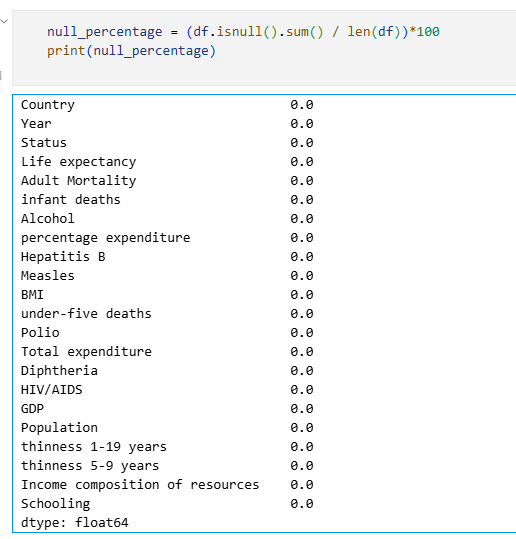 null_percentage = (df.isnull().sum() / len(df))*100
print(null_percentage)
Country 0.0
Year 0.0
Status 0.0
Life expectancy 0.0
Adult Mortality 0.0
infant deaths 0.0
Alcohol 0.0
percentage expenditure 0.0
Hepatitis B 0.0
Measles 0.0
BMI 0.0
under-five deaths 0.0
Polio 0.0
Total expenditure 0.0
Diphtheria 0.0
HIV/AIDS 0.0
GDP 0.0
Population 0.0
thinness 1-19 years 0.0
thinness 5-9 years 0.0
Income composition of resources 0.0
Schooling 0.0
dtype: float64